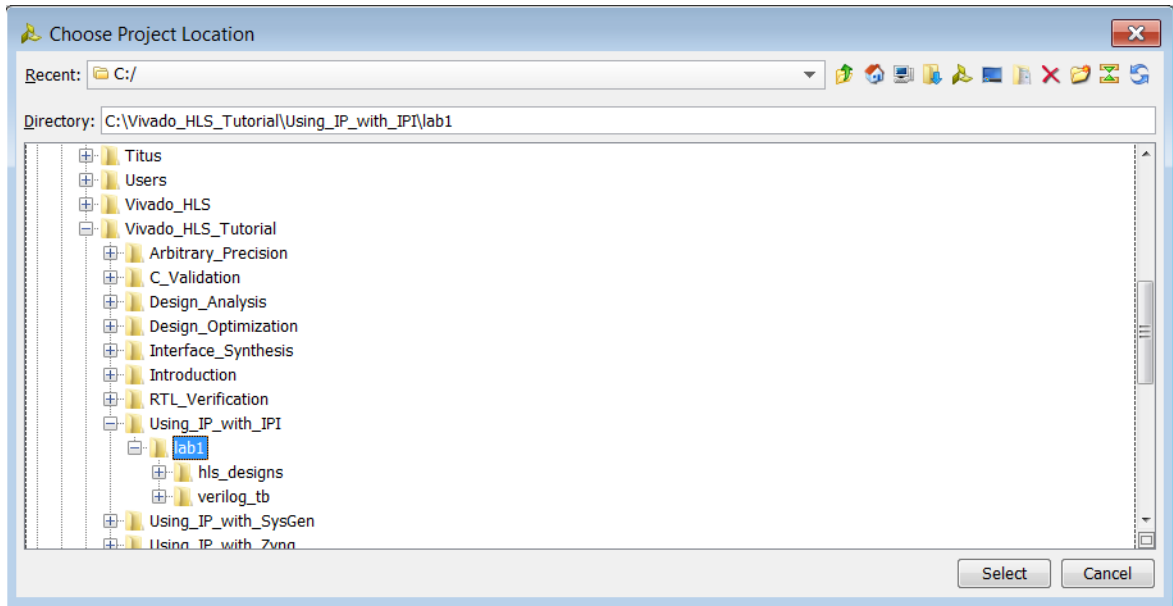 Choose Project Location
Recent: C:/
Directory: C:\Vivado_HLS_Tutorial\Using_IP_with_IPI\lab1
Titus
Users
Vivado_HLS
Vivado_HLS_Tutorial
Arbitrary_Precision
C_Validation
Design_Analysis
Design_Optimization
Interface_Synthesis
Introduction
RTL_Verification
Using_IP_with_IPI
lab1
hls_designs
verilog_tb
Using_IP_with_SysGen
Using_IP_with_Zynq
Select Cancel